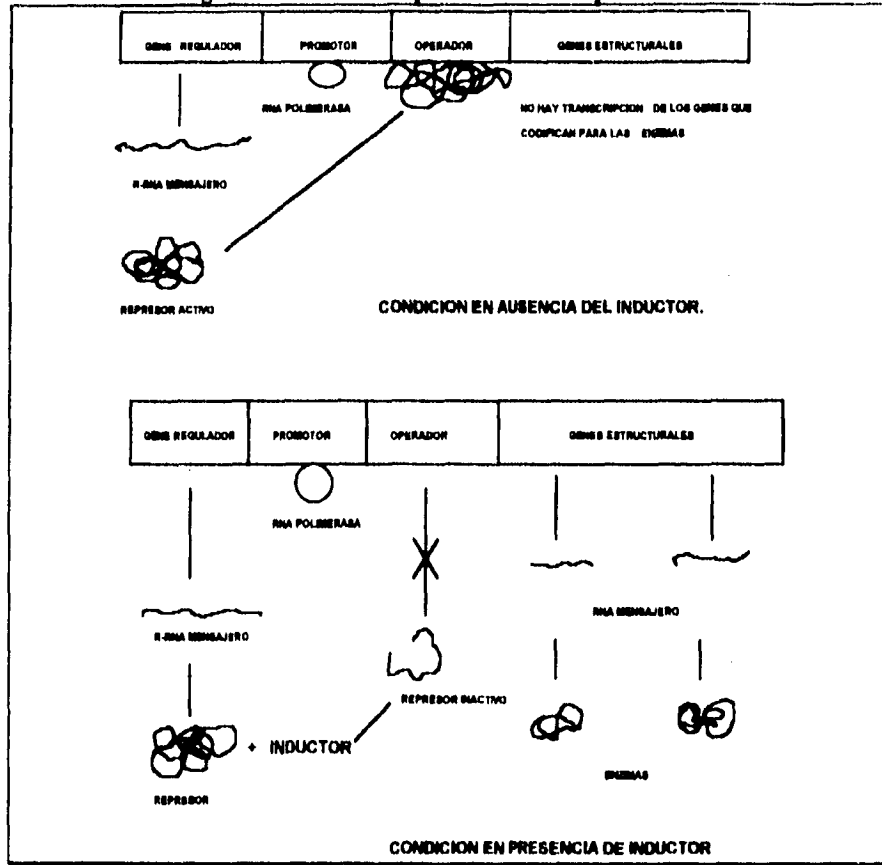 GENE REGULADOR PROMOTOR OPERADOR GENES ESTRUCTURALES
RNA POLIMERASA
NO HAY TRANSCRIPCION DE LOS GENES QUE
CODIFICAN PARA LAS ENZIMAS
R-RNA MENSAJERO
REPRESOR ACTIVO
CONDICION EN AUSENCIA DEL INDUCTOR.
GENE REGULADOR PROMOTOR OPERADOR GENES ESTRUCTURALES
RNA POLIMERASA
RNA MENSAJERO
R-RNA MENSAJERO
REPRESOR INACTIVO
+ INDUCTOR
REPRESOR
ENZIMAS
CONDICION EN PRESENCIA DE INDUCTOR